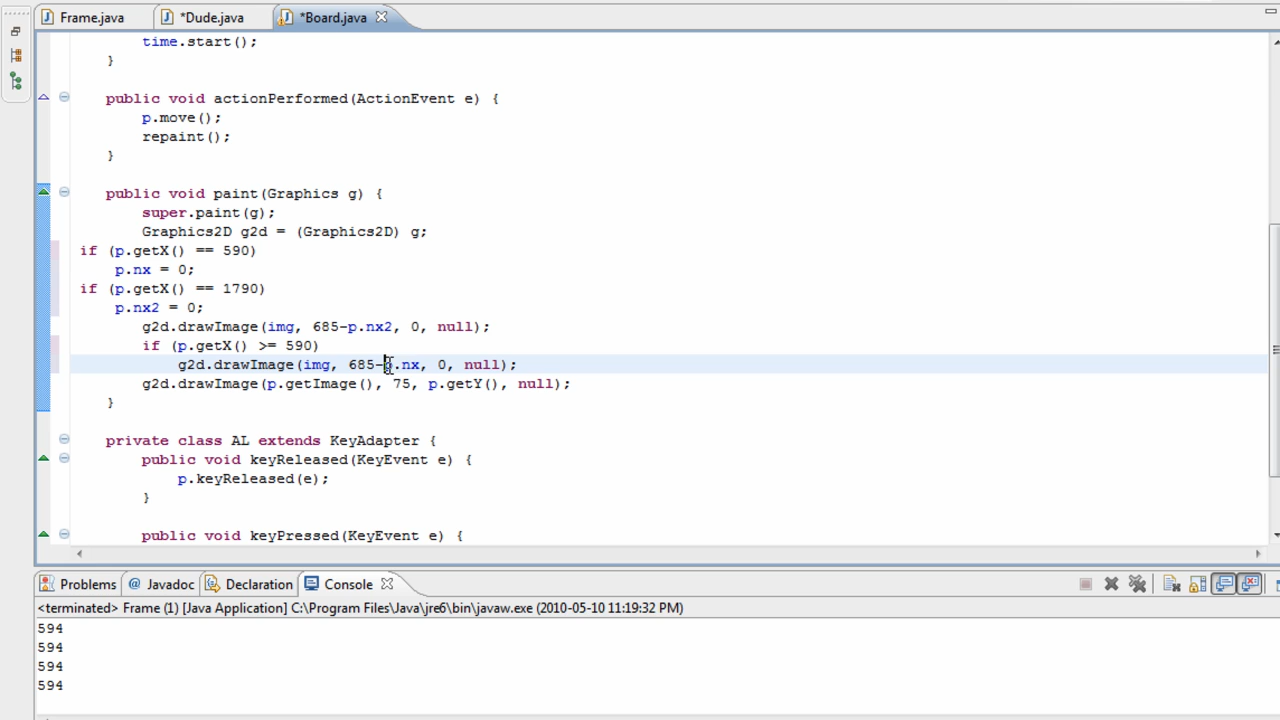 Frame.java *Dude.java *Board.java
time.start();
}
public void actionPerformed(ActionEvent e) {
p.move();
repaint();
}
public void paint(Graphics g) {
super.paint(g);
Graphics2D g2d = (Graphics2D) g;
if (p.getX() == 590)
p.nx = 0;
if (p.getX() == 1790)
p.nx2 = 0;
g2d.drawImage(img, 685-p.nx2, 0, null);
if (p.getX() >= 590)
g2d.drawImage(img, 685-p.nx, 0, null);
g2d.drawImage(p.getImage(), 75, p.getY(), null);
}
private class AL extends KeyAdapter {
public void keyReleased(KeyEvent e) {
p.keyReleased(e);
}
public void keyPressed(KeyEvent e) {
Problems @ Javadoc Declaration Console
<terminated> Frame (1) [Java Application] C:\Program Files\Java\jre6\bin\javaw.exe (2010-05-10 11:19:32 PM)
594
594
594
594